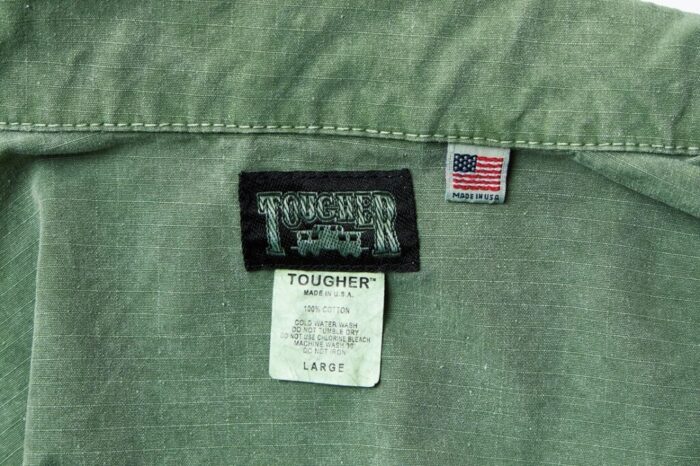 TOUGHER
MADE IN USA
TOUGHER™
MADE IN U.S.A.
100% COTTON
COLD WATER WASH
DO NOT TUMBLE DRY
DO NOT USE CHLORINE BLEACH
MACHINE WASH 30°
DO NOT IRON
LARGE